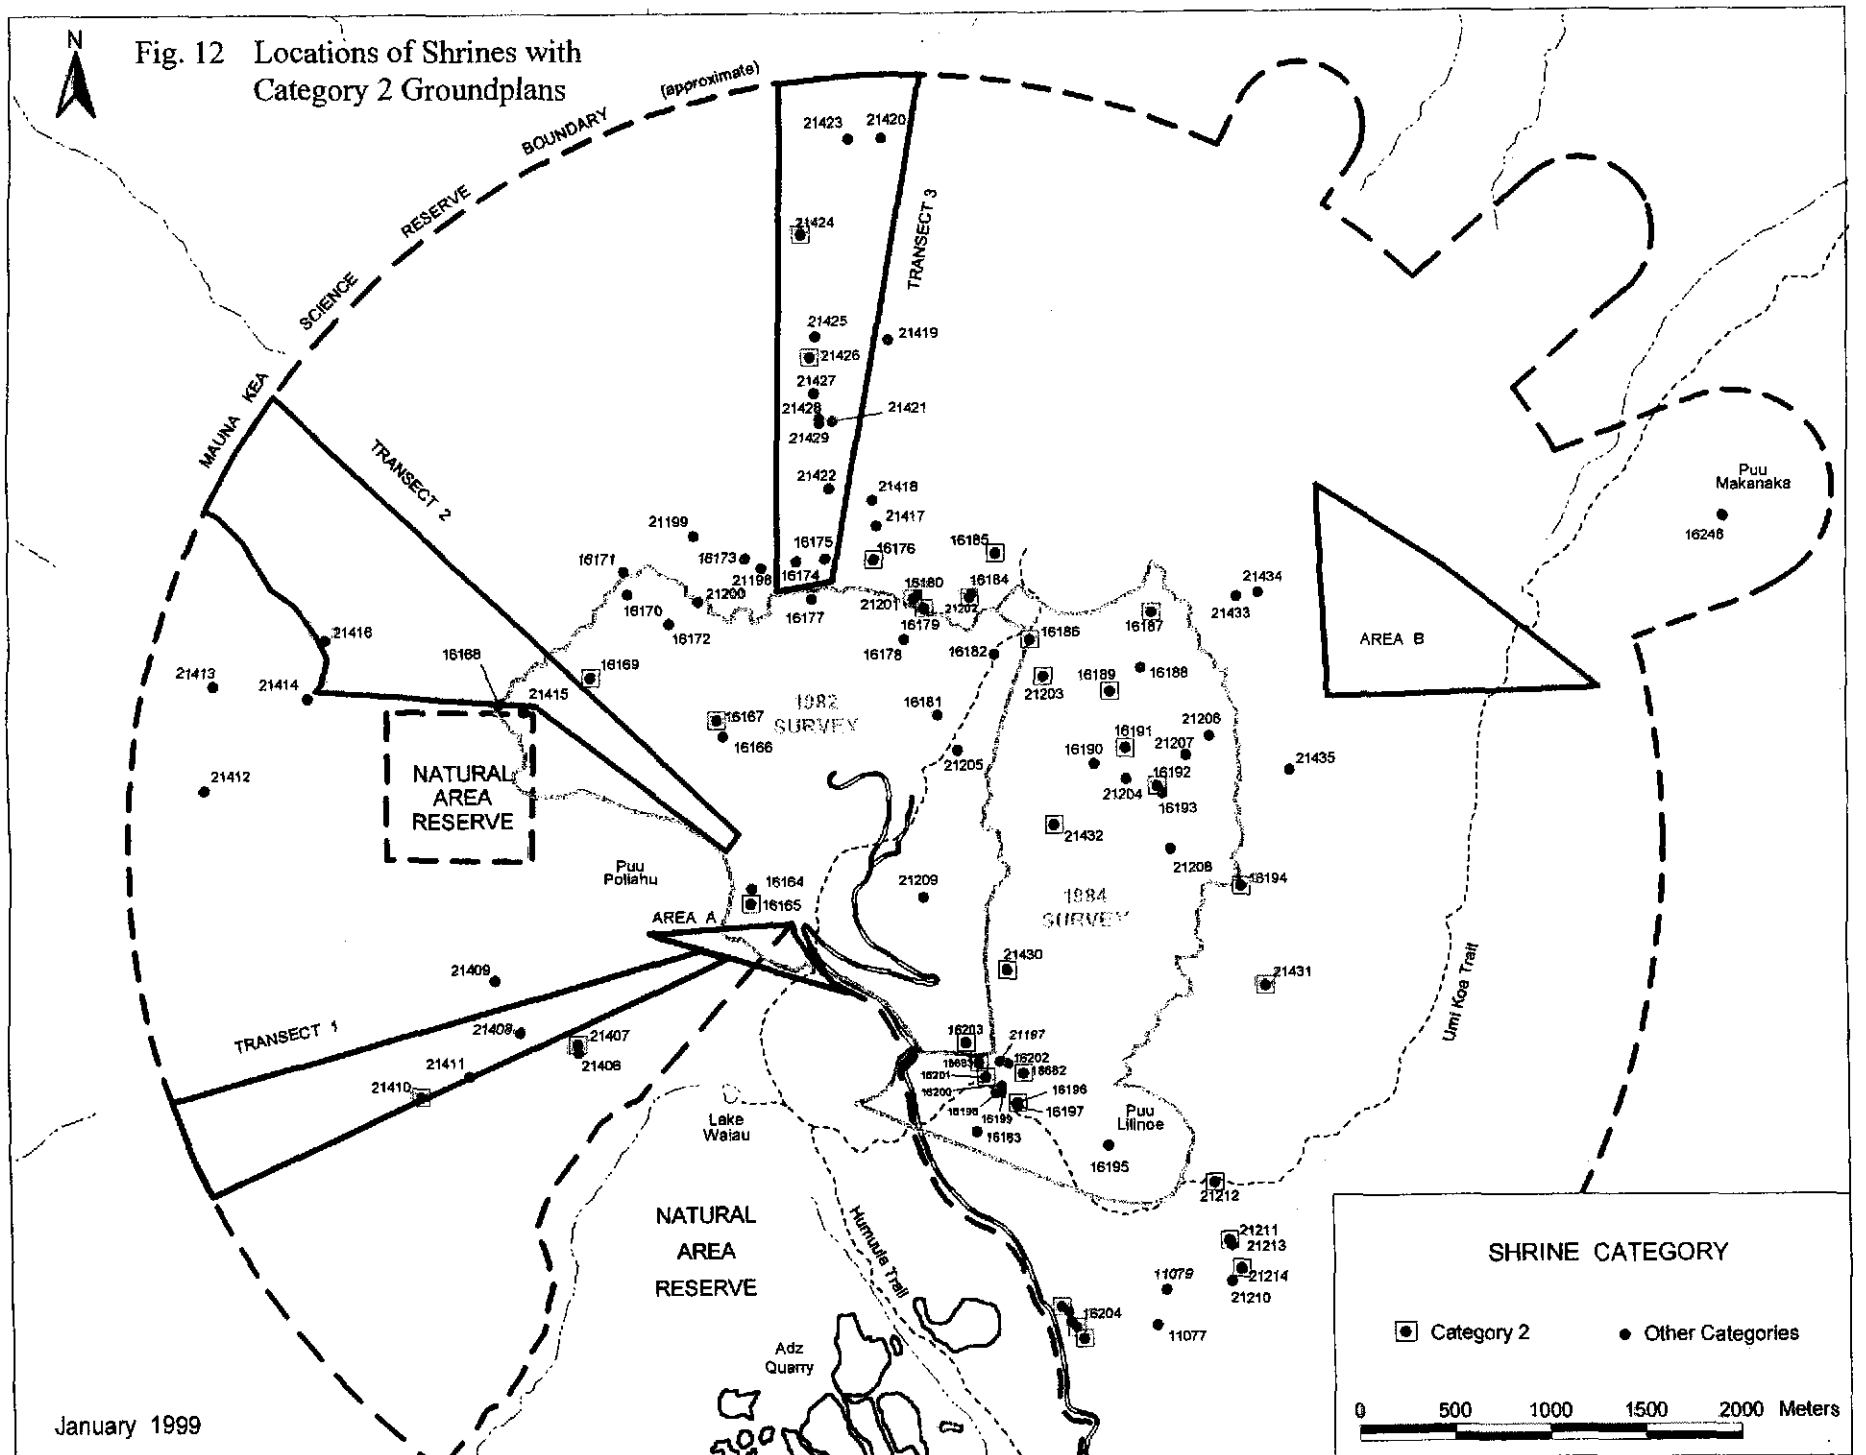 N
Fig. 12 Locations of Shrines with
Category 2 Groundplans
(approximate)
BOUNDARY
RESERVE
SCIENCE
MAUNA KEA
21423
21420
TRANSECT 3
21424
21425
21419
21426
21427
21428
21421
21429
TRANSECT 2
21422
21418
21417
Puu
Makanaka
16248
21199
16173
16175
16176
16185
16171
21198
16174
16180
16184
21434
16170
21200
16177
21201
21202
21433
16172
16179
16187
21416
16168
16178
16182
16186
AREA B
16169
16188
21413
21414
21415
16189
21203
1982
SURVEY
16181
16167
21206
16166
16191
16190
21207
21205
21435
NATURAL
AREA
RESERVE
21412
16192
21204
16193
21432
Puu
Poliahu
21208
16164
16194
21209
16165
1984
SURVEY
AREA A
21430
21409
21431
Umi Koa Trail
TRANSECT 1
21408
21407
16203
21197
21406
16202
21411
16201
18682
21410
16200
16196
16198
16199
16197
Lake
Waiau
16183
Puu
Lilinoe
16195
21212
NATURAL
AREA
RESERVE
Humuula Trail
21211
21213
21214
11079
21210
16204
11077
Adz
Quarry
SHRINE CATEGORY
Category 2
Other Categories
January 1999
0 500 1000 1500 2000 Meters